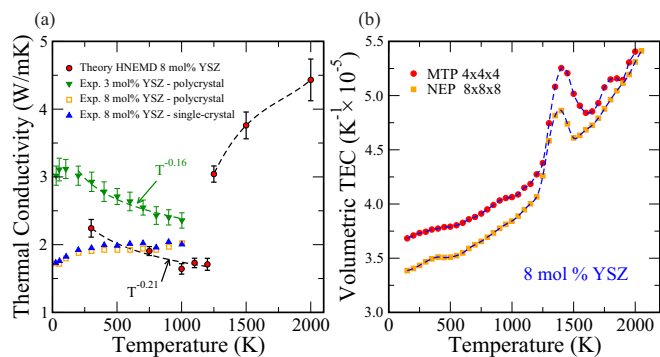 (a)
(b)
5
4
3
2
1
Thermal Conductivity (W/mK)
Theory HNEMD 8 mol% YSZ
Exp. 3 mol% YSZ - polycrystal
Exp. 8 mol% YSZ - polycrystal
Exp. 8 mol%YSZ - single-crystal
T^-0.16
T^-0.21
0 500 1000 1500 2000
Temperature (K)
5.5
5.0
4.5
4.0
3.5
3.0
Volumetric TEC (K^-1 × 10^-5)
MTP 4x4x4
NEP 8x8x8
8 mol % YSZ
0 500 1000 1500 2000
Temperature (K)